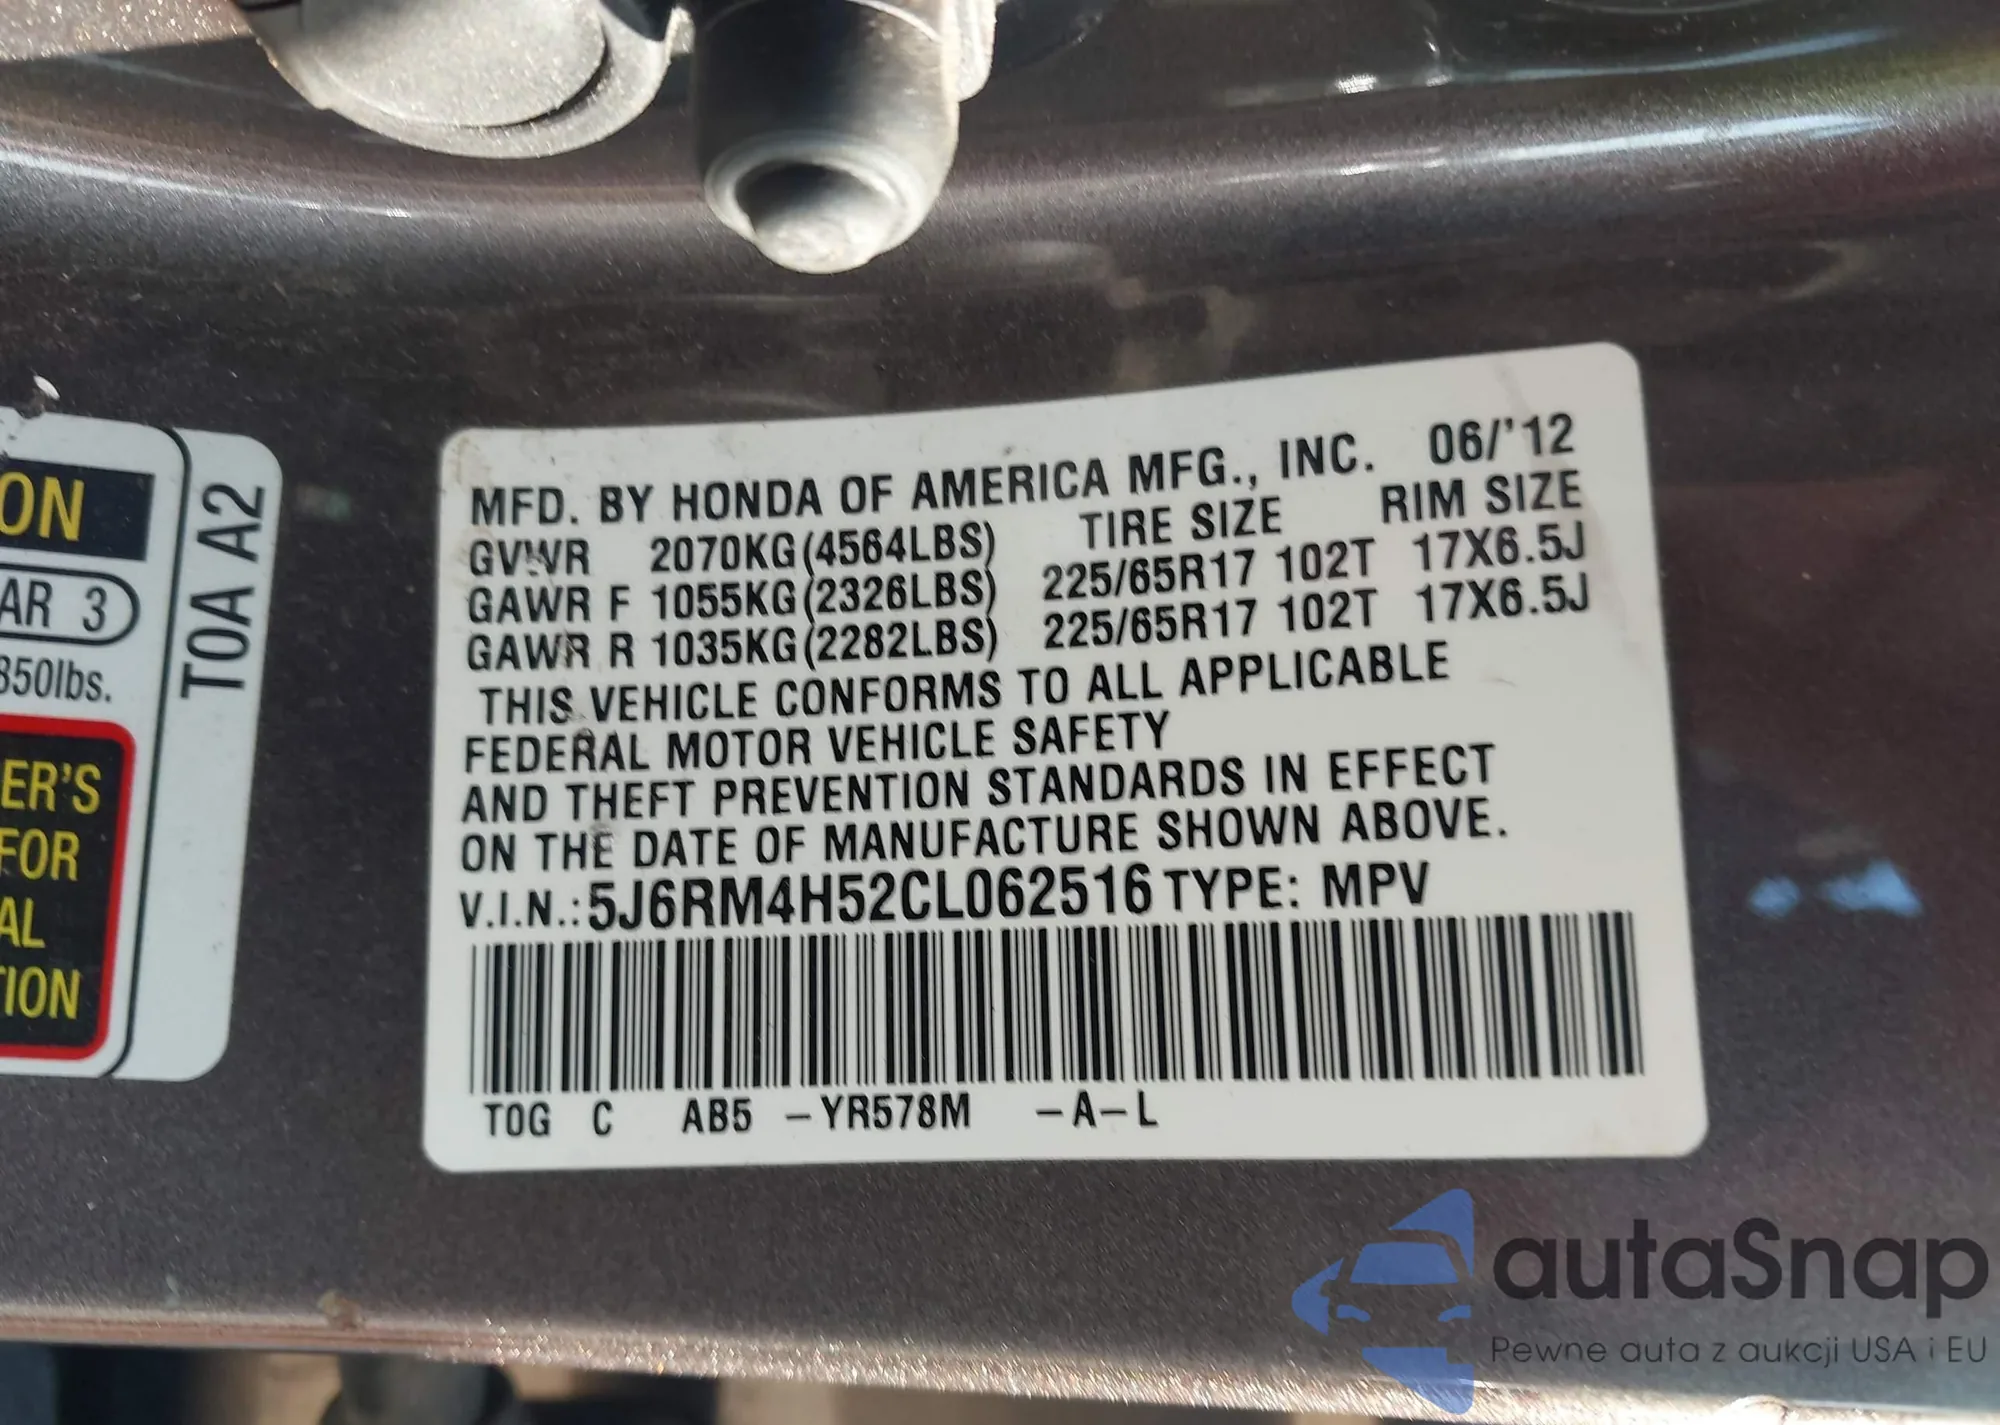 ON
AR 3
850lbs.
ER'S
FOR
AL
TION
T0A A2
MFD. BY HONDA OF AMERICA MFG., INC. 06/'12
GVWR 2070KG(4564LBS) TIRE SIZE RIM SIZE
GAWR F 1055KG(2326LBS) 225/65R17 102T 17X6.5J
GAWR R 1035KG(2282LBS) 225/65R17 102T 17X6.5J
THIS VEHICLE CONFORMS TO ALL APPLICABLE
FEDERAL MOTOR VEHICLE SAFETY
AND THEFT PREVENTION STANDARDS IN EFFECT
ON THE DATE OF MANUFACTURE SHOWN ABOVE.
V.I.N.:5J6RM4H52CL062516 TYPE: MPV
T0G C AB5 -YR578M -A-L
autaSnap
Pewne auta z aukcji USA i EU